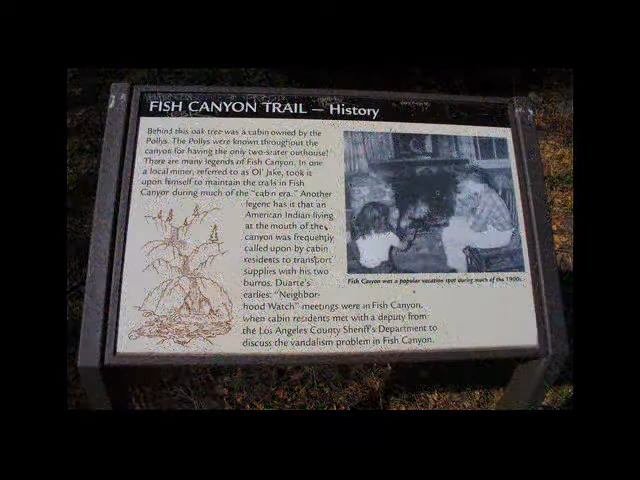 FISH CANYON TRAIL — History
Behind this oak tree was a cabin owned by the
Pollys. The Pollys were known throughout the
canyon for having the only two-seater outhouse!
There are many legends of Fish Canyon. In one
a local miner, referred to as Ol' Jake, took it
upon himself to maintain the trails in Fish
Canyon during much of the "cabin era." Another
legend has it that an
American Indian living
at the mouth of the
canyon was frequently
called upon by cabin
residents to transport
supplies with his two
burros. Duarte's
earliest "Neighbor-
hood Watch" meetings were in Fish Canyon,
when cabin residents met with a deputy from
the Los Angeles County Sheriff's Department to
discuss the vandalism problem in Fish Canyon.
Fish Canyon was a popular vacation spot during much of the 1900s.